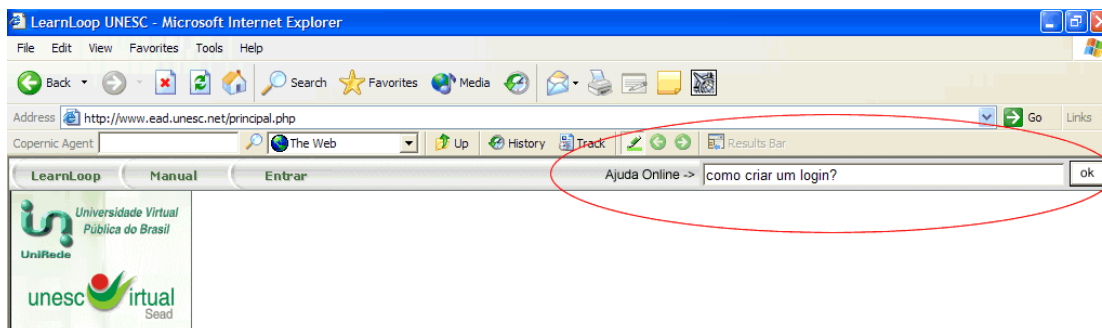 LearnLoop UNESC - Microsoft Internet Explorer
File Edit View Favorites Tools Help
Back Search Favorites Media
Address http://www.ead.unesc.net/principal.php Go Links
Copernic Agent The Web Up History Track Results Bar
LearnLoop Manual Entrar Ajuda Online -> como criar um login? ok
Universidade Virtual
Pública do Brasil
UniRede
unesc virtual
Sead